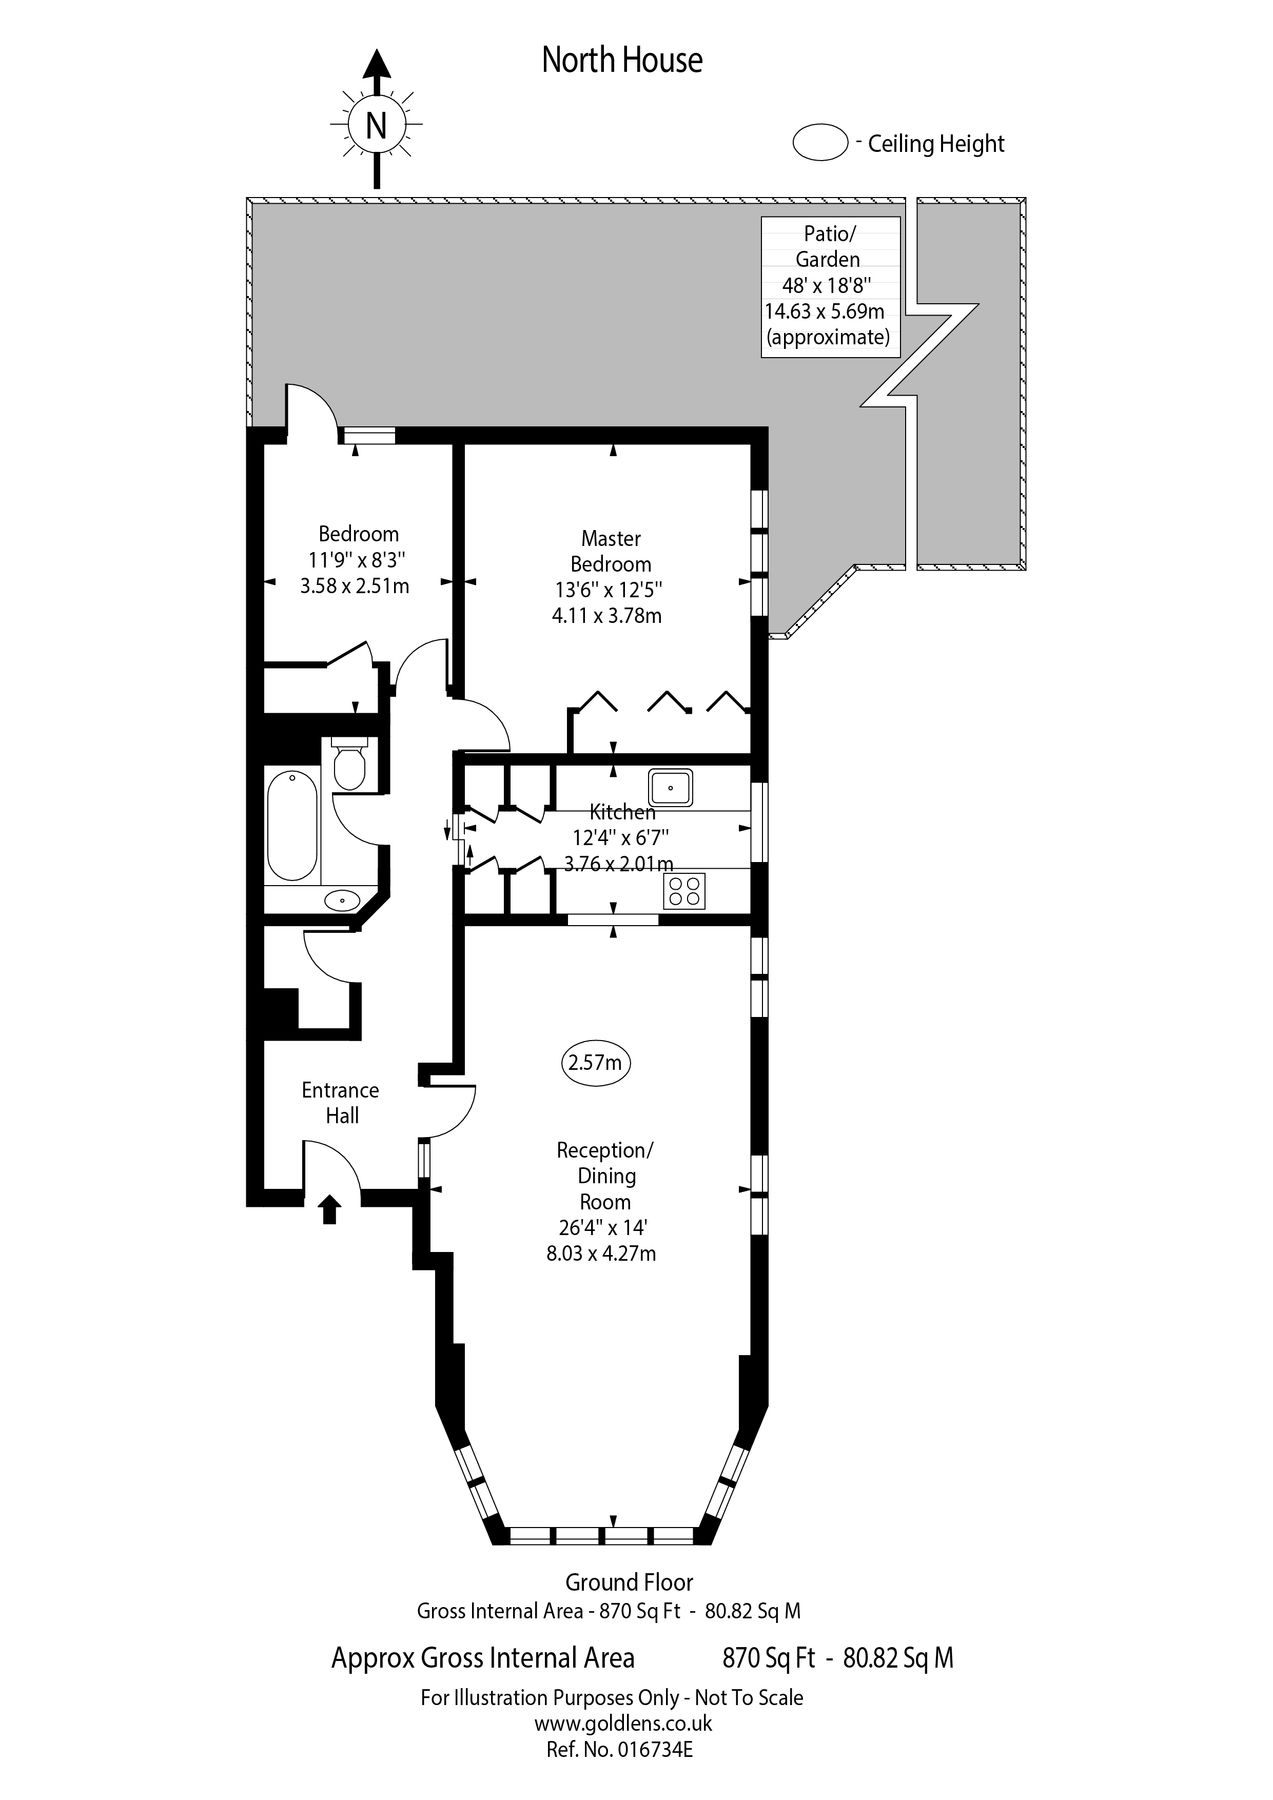 North House
N
- Ceiling Height
Patio/
Garden
48' x 18'8"
14.63 x 5.69m
(approximate)
Bedroom
11'9" x 8'3"
3.58 x 2.51m
Master
Bedroom
13'6" x 12'5"
4.11 x 3.78m
Kitchen
12'4" x 6'7"
3.76 x 2.01m
2.57m
Entrance
Hall
Reception/
Dining
Room
26'4" x 14'
8.03 x 4.27m
Ground Floor
Gross Internal Area - 870 Sq Ft - 80.82 Sq M
Approx Gross Internal Area 870 Sq Ft - 80.82 Sq M
For Illustration Purposes Only - Not To Scale
www.goldlens.co.uk
Ref. No. 016734E